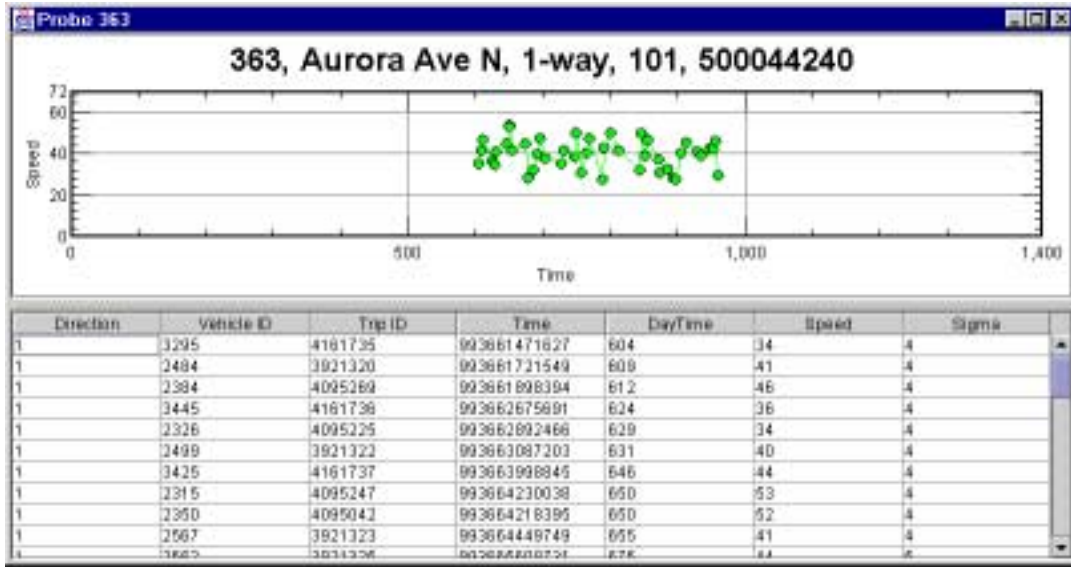 Probe 363
363, Aurora Ave N, 1-way, 101, 500044240
72
60
40
20
0
Speed
0 500 1,000 1,400
Time
Direction Vehicle ID Trip ID Time DayTime Speed Sigma
1 3295 4161735 993661471627 604 34 4
1 2484 3921320 993661721549 608 41 4
1 2384 4095269 993661898394 612 46 4
1 3445 4161736 993662675691 624 36 4
1 2326 4095225 993662892466 629 34 4
1 2499 3921322 993663087203 631 40 4
1 3425 4161737 993663998845 646 44 4
1 2315 4095247 993664230038 650 53 4
1 2350 4095042 993664218395 650 52 4
1 2567 3921323 993664449749 655 41 4
1 675 44